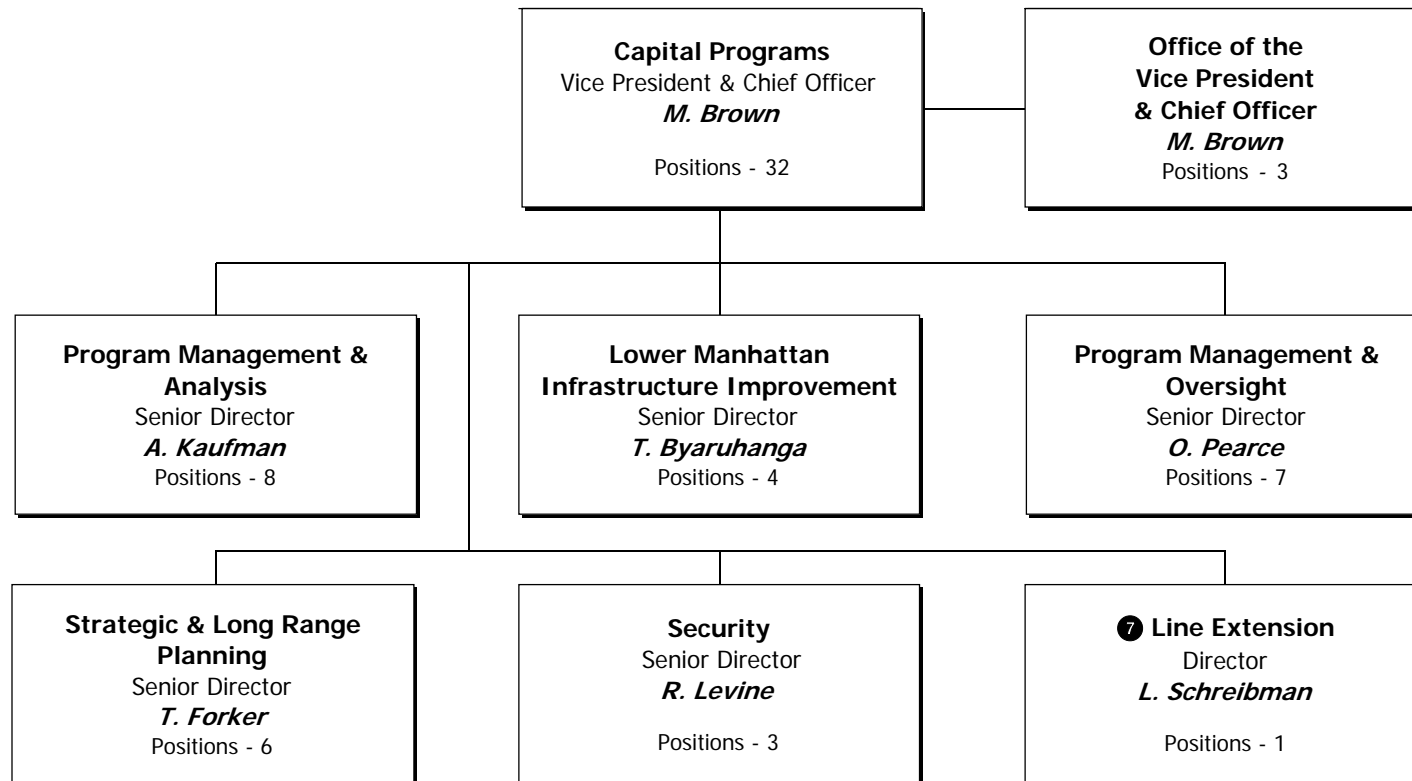 Capital Programs
Vice President & Chief Officer
M. Brown
Positions - 32
Office of the
Vice President
& Chief Officer
M. Brown
Positions - 3
Program Management &
Analysis
Senior Director
A. Kaufman
Positions - 8
Lower Manhattan
Infrastructure Improvement
Senior Director
T. Byaruhanga
Positions - 4
Program Management &
Oversight
Senior Director
O. Pearce
Positions - 7
Strategic & Long Range
Planning
Senior Director
T. Forker
Positions - 6
Security
Senior Director
R. Levine
Positions - 3
7 Line Extension
Director
L. Schreibman
Positions - 1